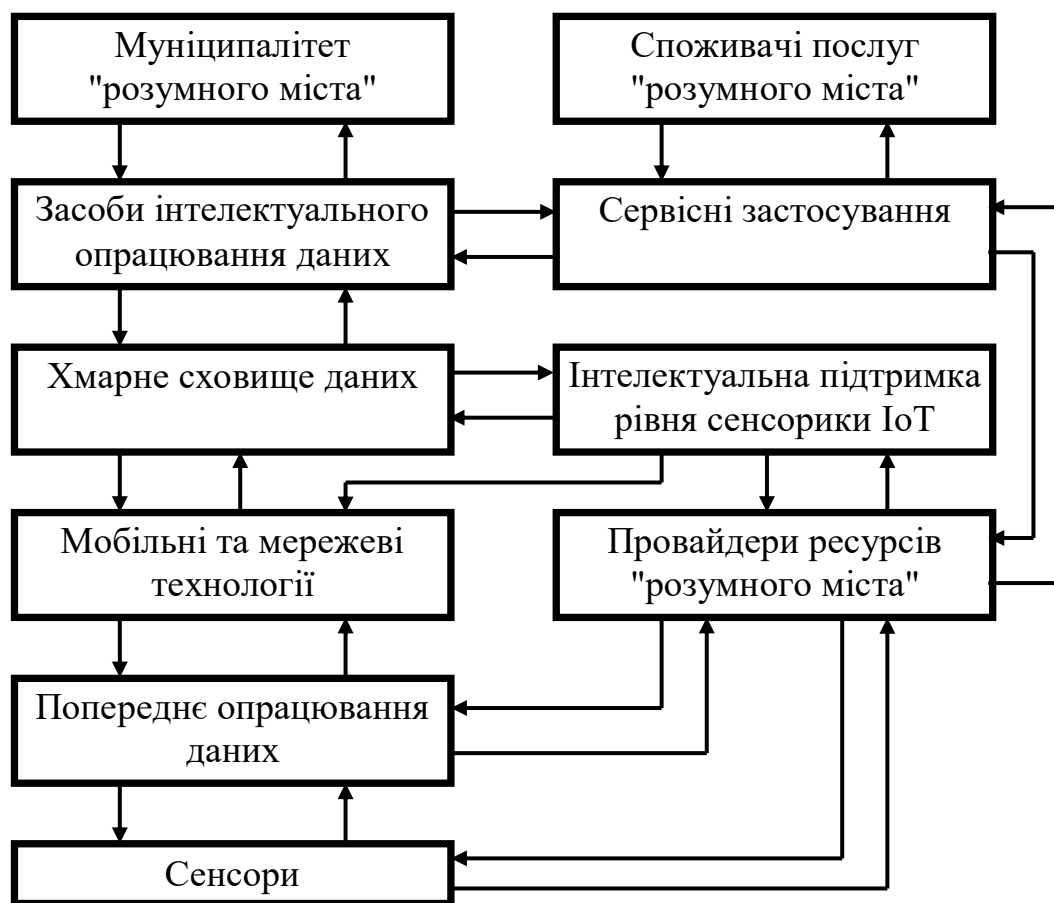 Муніципалітет
"розумного міста"
Споживачі послуг
"розумного міста"
Засоби інтелектуального
опрацювання даних
Сервісні застосування
Хмарне сховище даних
Інтелектуальна підтримка
рівня сенсорики IoT
Мобільні та мережеві
технології
Провайдери ресурсів
"розумного міста"
Попереднє опрацювання
даних
Сенсори